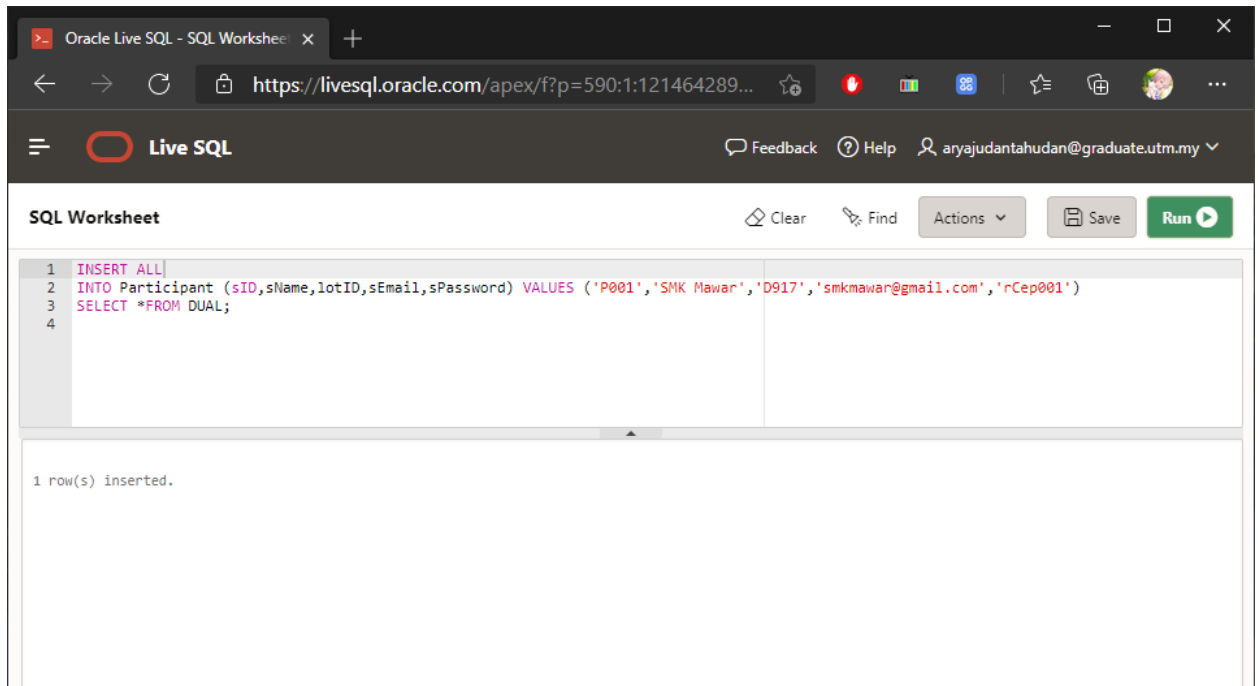 Oracle Live SQL - SQL Workshee
https://livesql.oracle.com/apex/f?p=590:1:121464289...
Live SQL
Feedback Help aryajudantahudan@graduate.utm.my
SQL Worksheet
Clear Find Actions Save Run
1 INSERT ALL
2 INTO Participant (sID,sName,lotID,sEmail,sPassword) VALUES ('P001','SMK Mawar','D917','smkmawar@gmail.com','rCep001')
3 SELECT *FROM DUAL;
4
1 row(s) inserted.